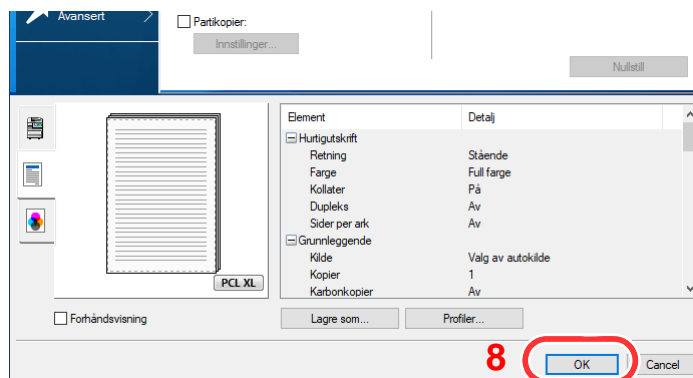 Avansert
Partikopier:
Innstillinger...
Nullstill
Element Detalj
Hurtigutskrift
Retning Stående
Farge Full farge
Kollater På
Dupleks Av
Sider per ark Av
Grunnleggende
Kilde Valg av autokilde
Kopier 1
Karbonkopier Av
PCL XL
Forhåndsvisning
Lagre som... Profiler...
8 OK Cancel